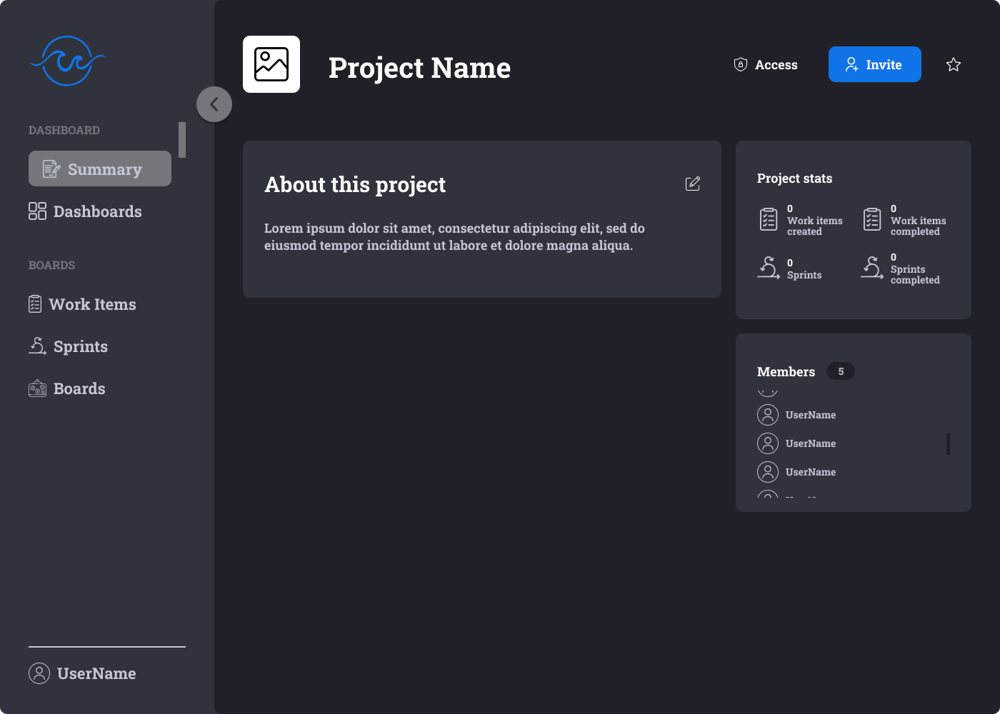 Project Name
Access
Invite
DASHBOARD
Summary
Dashboards
BOARDS
Work Items
Sprints
Boards
UserName
About this project
Lorem ipsum dolor sit amet, consectetur adipiscing elit, sed do
eiusmod tempor incididunt ut labore et dolore magna aliqua.
Project stats
0
Work items
created
0
Work items
completed
0
Sprints
0
Sprints
completed
Members 5
UserName
UserName
UserName